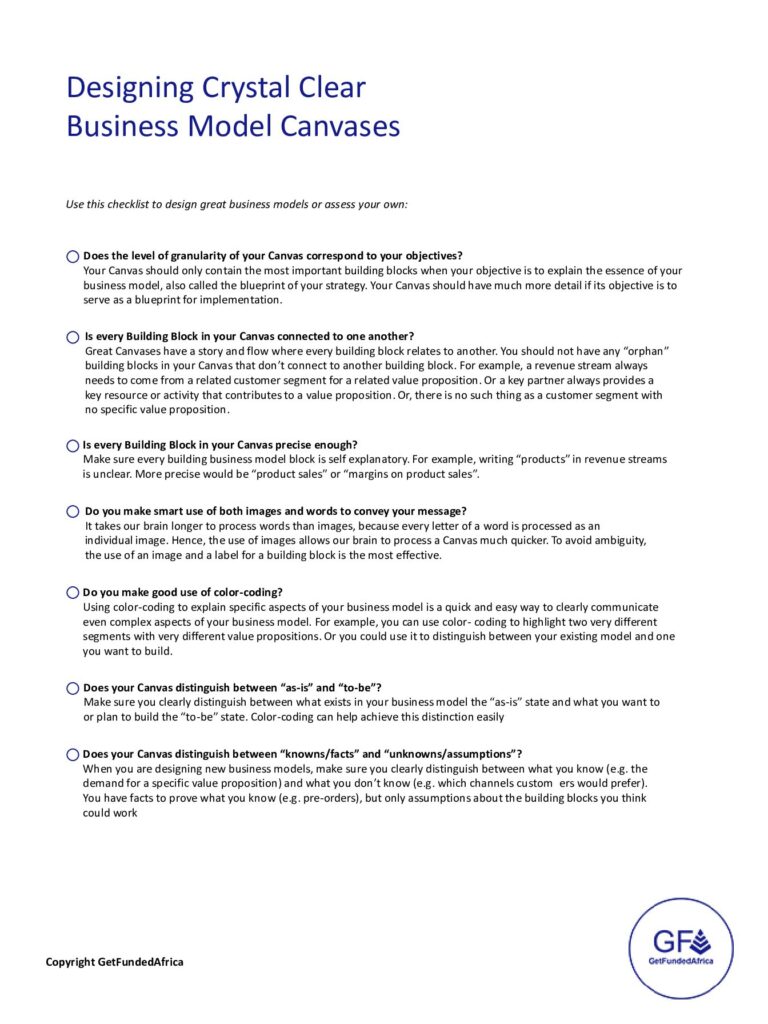 Designing Crystal Clear
Business Model Canvases
Use this checklist to design great business models or assess your own:
Does the level of granularity of your Canvas correspond to your objectives?
Your Canvas should only contain the most important building blocks when your objective is to explain the essence of your
business model, also called the blueprint of your strategy. Your Canvas should have much more detail if its objective is to
serve as a blueprint for implementation.
Is every Building Block in your Canvas connected to one another?
Great Canvases have a story and flow where every building block relates to another. You should not have any “orphan”
building blocks in your Canvas that don’t connect to another building block. For example, a revenue stream always
needs to come from a related customer segment for a related value proposition. Or a key partner always provides a
key resource or activity that contributes to a value proposition. Or, there is no such thing as a customer segment with
no specific value proposition.
Is every Building Block in your Canvas precise enough?
Make sure every building business model block is self explanatory. For example, writing “products” in revenue streams
is unclear. More precise would be “product sales” or “margins on product sales”.
Do you make smart use of both images and words to convey your message?
It takes our brain longer to process words than images, because every letter of a word is processed as an
individual image. Hence, the use of images allows our brain to process a Canvas much quicker. To avoid ambiguity,
the use of an image and a label for a building block is the most effective.
Do you make good use of color-coding?
Using color-coding to explain specific aspects of your business model is a quick and easy way to clearly communicate
even complex aspects of your business model. For example, you can use color- coding to highlight two very different
segments with very different value propositions. Or you could use it to distinguish between your existing model and one
you want to build.
Does your Canvas distinguish between “as-is” and “to-be”?
Make sure you clearly distinguish between what exists in your business model the “as-is” state and what you want to
or plan to build the “to-be” state. Color-coding can help achieve this distinction easily
Does your Canvas distinguish between “knowns/facts” and “unknowns/assumptions”?
When you are designing new business models, make sure you clearly distinguish between what you know (e.g. the
demand for a specific value proposition) and what you don’t know (e.g. which channels custom  ers would prefer).
You have facts to prove what you know (e.g. pre-orders), but only assumptions about the building blocks you think
could work
GF
GetFundedAfrica
Copyright GetFundedAfrica